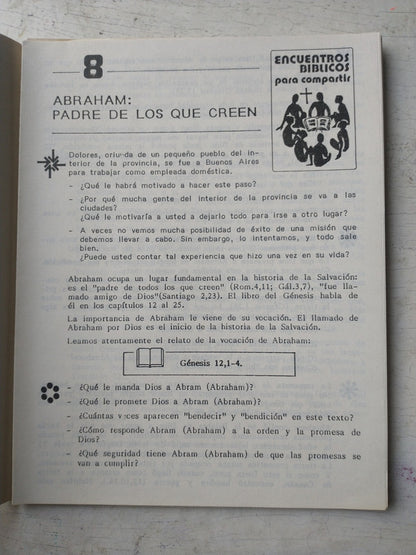 8
ENCUENTROS
BIBLICOS
para compartir
ABRAHAM:
PADRE DE LOS QUE CREEN
Dolores, oriunda de un pequeño pueblo del in-
terior de la provincia, se fue a Buenos Aires
para trabajar como empleada doméstica.
- ¿Qué le habrá motivado a hacer este paso?
- ¿Por qué mucha gente del interior de la provincia se va a las
ciudades?
¿Qué le motivaría a usted a dejarlo todo para irse a otro lugar?
- A veces no vemos mucha posibilidad de éxito de una misión que
debemos llevar a cabo. Sin embargo, lo intentamos, y todo sale
bien.
¿Puede usted contar tal experiencia que hizo una vez en su vida?
Abraham ocupa un lugar fundamental en la historia de la Salvación:
es el "padre de todos los que creen" (Rom.4,11; Gál.3,7), "fue lla-
mado amigo de Dios"(Santiago 2,23). El libro del Génesis habla de
él en los capítulos 12 al 25.
La importancia de Abraham le viene de su vocación. El llamado de
Abraham por Dios es el inicio de la historia de la Salvación.
Leamos atentamente el relato de la vocación de Abraham:
Génesis 12,1-4.
- ¿Qué le manda Dios a Abram (Abraham)?
- ¿Qué le promete Dios a Abram (Abraham)?
- ¿Cuántas veces aparecen "bendecir" y "bendición" en este texto?
- ¿Cómo responde Abram (Abraham) a la orden y la promesa de
Dios?
- ¿Qué seguridad tiene Abram (Abraham) de que las promesas se
van a cumplir?